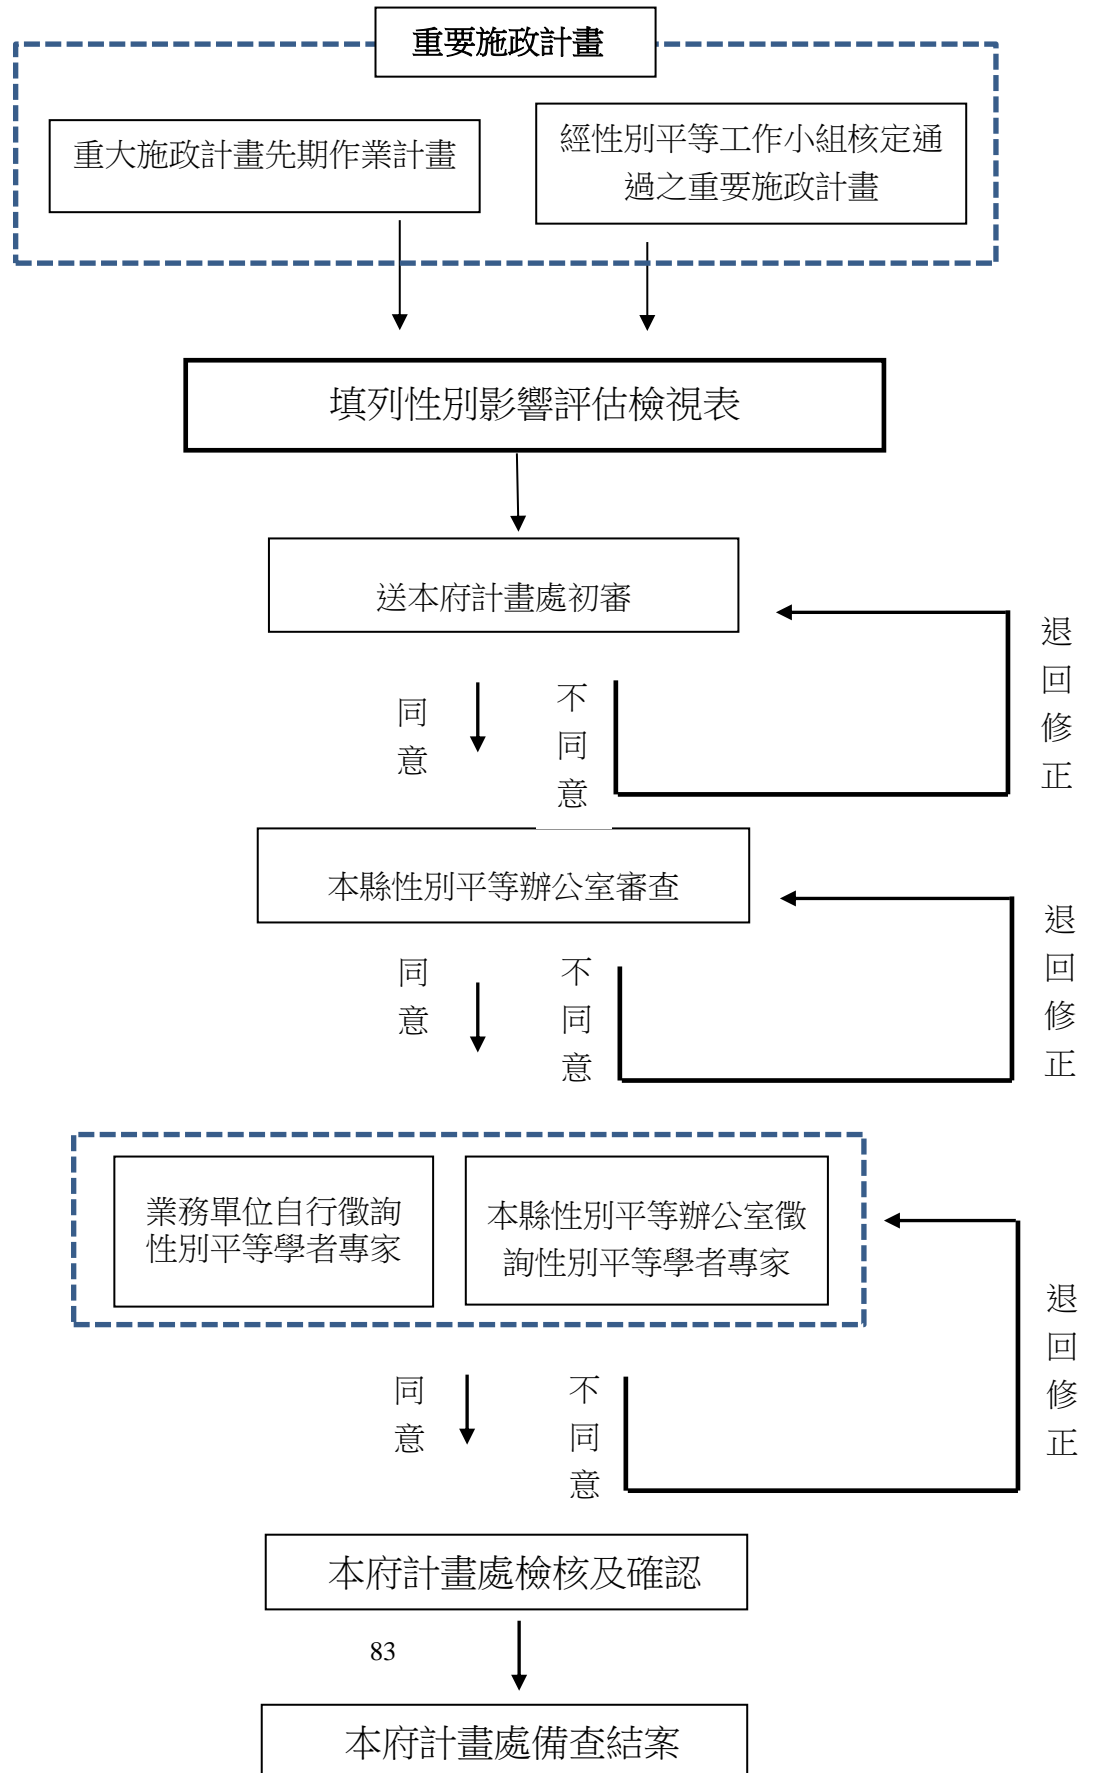 重要施政計畫
重大施政計畫先期作業計畫
經性別平等工作小組核定通
過之重要施政計畫
填列性別影響評估檢視表
送本府計畫處初審
同意
不同意
退回修正
本縣性別平等辦公室審查
同意
不同意
退回修正
業務單位自行徵詢
性別平等學者專家
本縣性別平等辦公室徵
詢性別平等學者專家
同意
不同意
退回修正
本府計畫處檢核及確認
83
本府計畫處備查結案